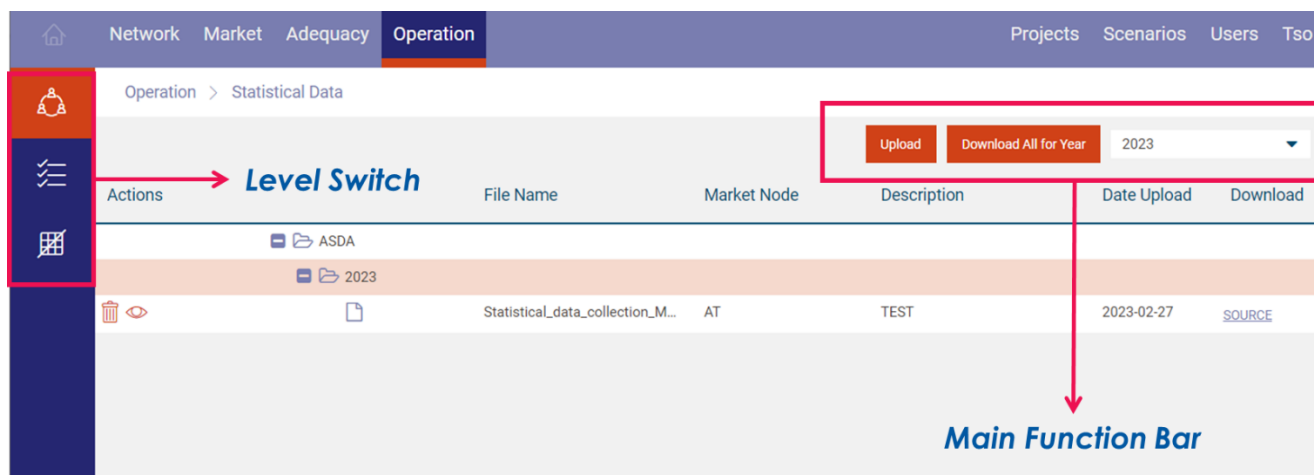 Network Market Adequacy Operation Projects Scenarios Users Tso
Operation > Statistical Data
Upload Download All for Year 2023
Level Switch
Actions File Name Market Node Description Date Upload Download
ASDA
2023
Statistical_data_collection_M... AT TEST 2023-02-27 SOURCE
Main Function Bar